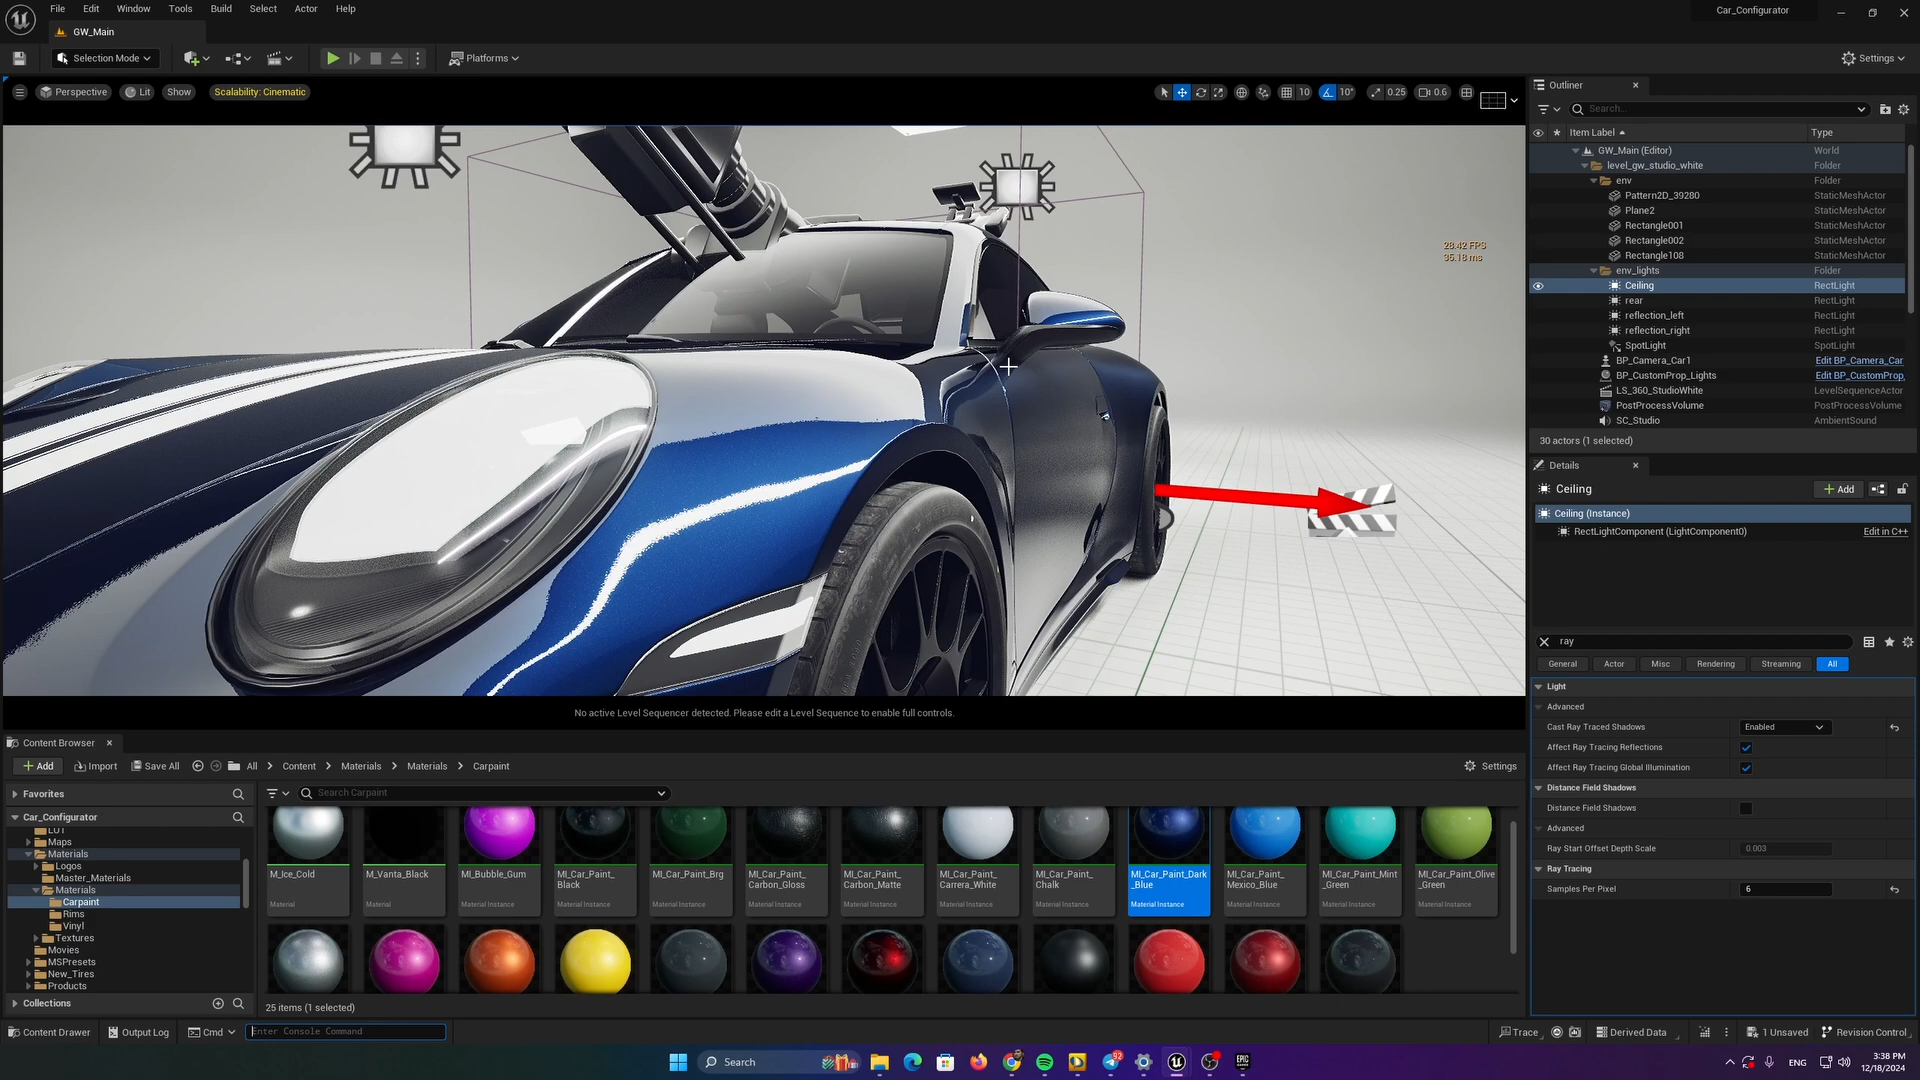 File Edit Window Tools Build Select Actor Help
Car_Configurator
GW_Main
Selection Mode
Platforms
Settings
Perspective
Lit
Show
Scalability: Cinematic
10
10°
0.25
0.6
28.42 FPS
35.18 ms
No active Level Sequencer detected. Please edit a Level Sequence to enable full controls.
Outliner
Search...
Item Label
Type
GW_Main (Editor) World
level_gw_studio_white Folder
env Folder
Pattern2D_39280 StaticMeshActor
Plane2 StaticMeshActor
Rectangle001 StaticMeshActor
Rectangle002 StaticMeshActor
Rectangle108 StaticMeshActor
env_lights Folder
Ceiling RectLight
rear RectLight
reflection_left RectLight
reflection_right RectLight
SpotLight SpotLight
BP_Camera_Car1 Edit BP_Camera_Car
BP_CustomProp_Lights Edit BP_CustomProp_
LS_360_StudioWhite LevelSequenceActor
PostProcessVolume PostProcessVolume
SC_Studio AmbientSound
30 actors (1 selected)
Details
Ceiling
Add
Ceiling (Instance)
RectLightComponent (LightComponent0) Edit in C++
ray
General Actor Misc Rendering Streaming All
Light
Advanced
Cast Ray Traced Shadows Enabled
Affect Ray Tracing Reflections
Affect Ray Tracing Global Illumination
Distance Field Shadows
Distance Field Shadows
Advanced
Ray Start Offset Depth Scale 0.003
Ray Tracing
Samples Per Pixel 6
Content Browser
Add Import Save All All Content Materials Materials Carpaint
Settings
Favorites
Car_Configurator
LUT
Maps
Materials
Logos
Master_Materials
Materials
Carpaint
Rims
Vinyl
Textures
Movies
MSPresets
New_Tires
Products
Collections
Search Carpaint
M_Ice_Cold
Material
M_Vanta_Black
Material
MI_Bubble_Gum
Material Instance
MI_Car_Paint_
Black
Material Instance
MI_Car_Paint_Brg
Material Instance
MI_Car_Paint_
Carbon_Gloss
Material Instance
MI_Car_Paint_
Carbon_Matte
Material Instance
MI_Car_Paint_
Carrera_White
Material Instance
MI_Car_Paint_
Chalk
Material Instance
MI_Car_Paint_Dark
_Blue
Material Instance
MI_Car_Paint_
Mexico_Blue
Material Instance
MI_Car_Paint_Mint
_Green
Material Instance
MI_Car_Paint_Olive
_Green
Material Instance
25 items (1 selected)
Content Drawer
Output Log
Cmd
Enter Console Command
Trace
Derived Data
1 Unsaved
Revision Control
Search
92
EPIC
ENG
3:38 PM
12/18/2024